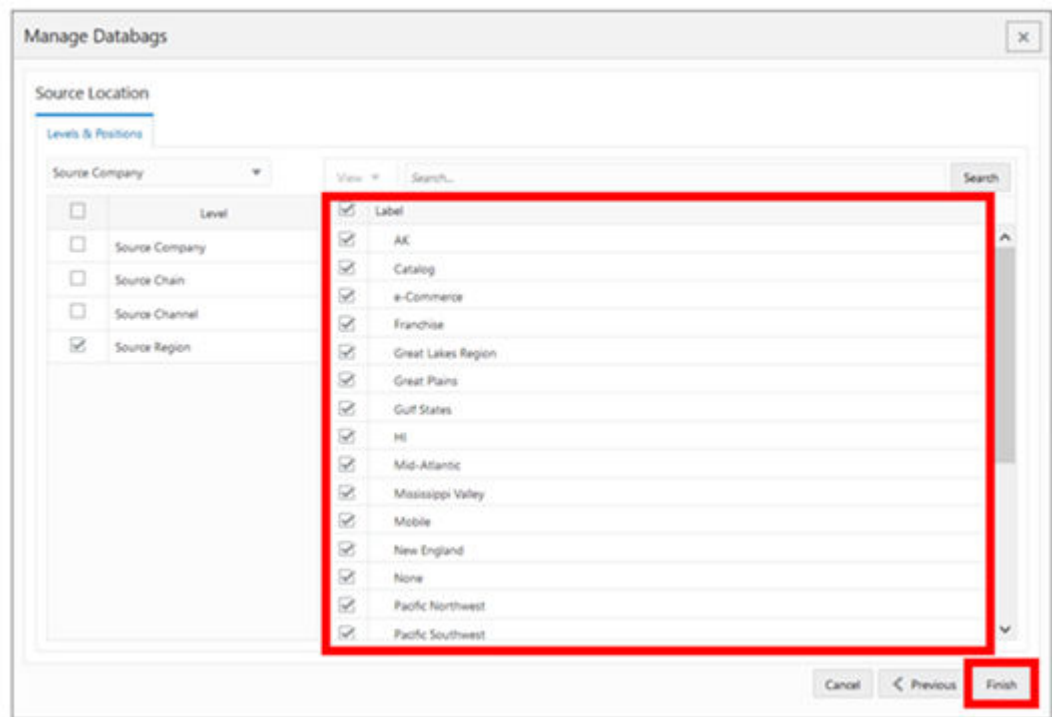 Manage Databags
Source Location
Levels & Positions
Source Company
View
Search...
Search
Level
Source Company
Source Chain
Source Channel
Source Region
Label
AK
Catalog
e-Commerce
Franchise
Great Lakes Region
Great Plains
Gulf States
HI
Mid-Atlantic
Mississippi Valley
Mobile
New England
None
Pacific Northwest
Pacific Southwest
Cancel
Previous
Finish